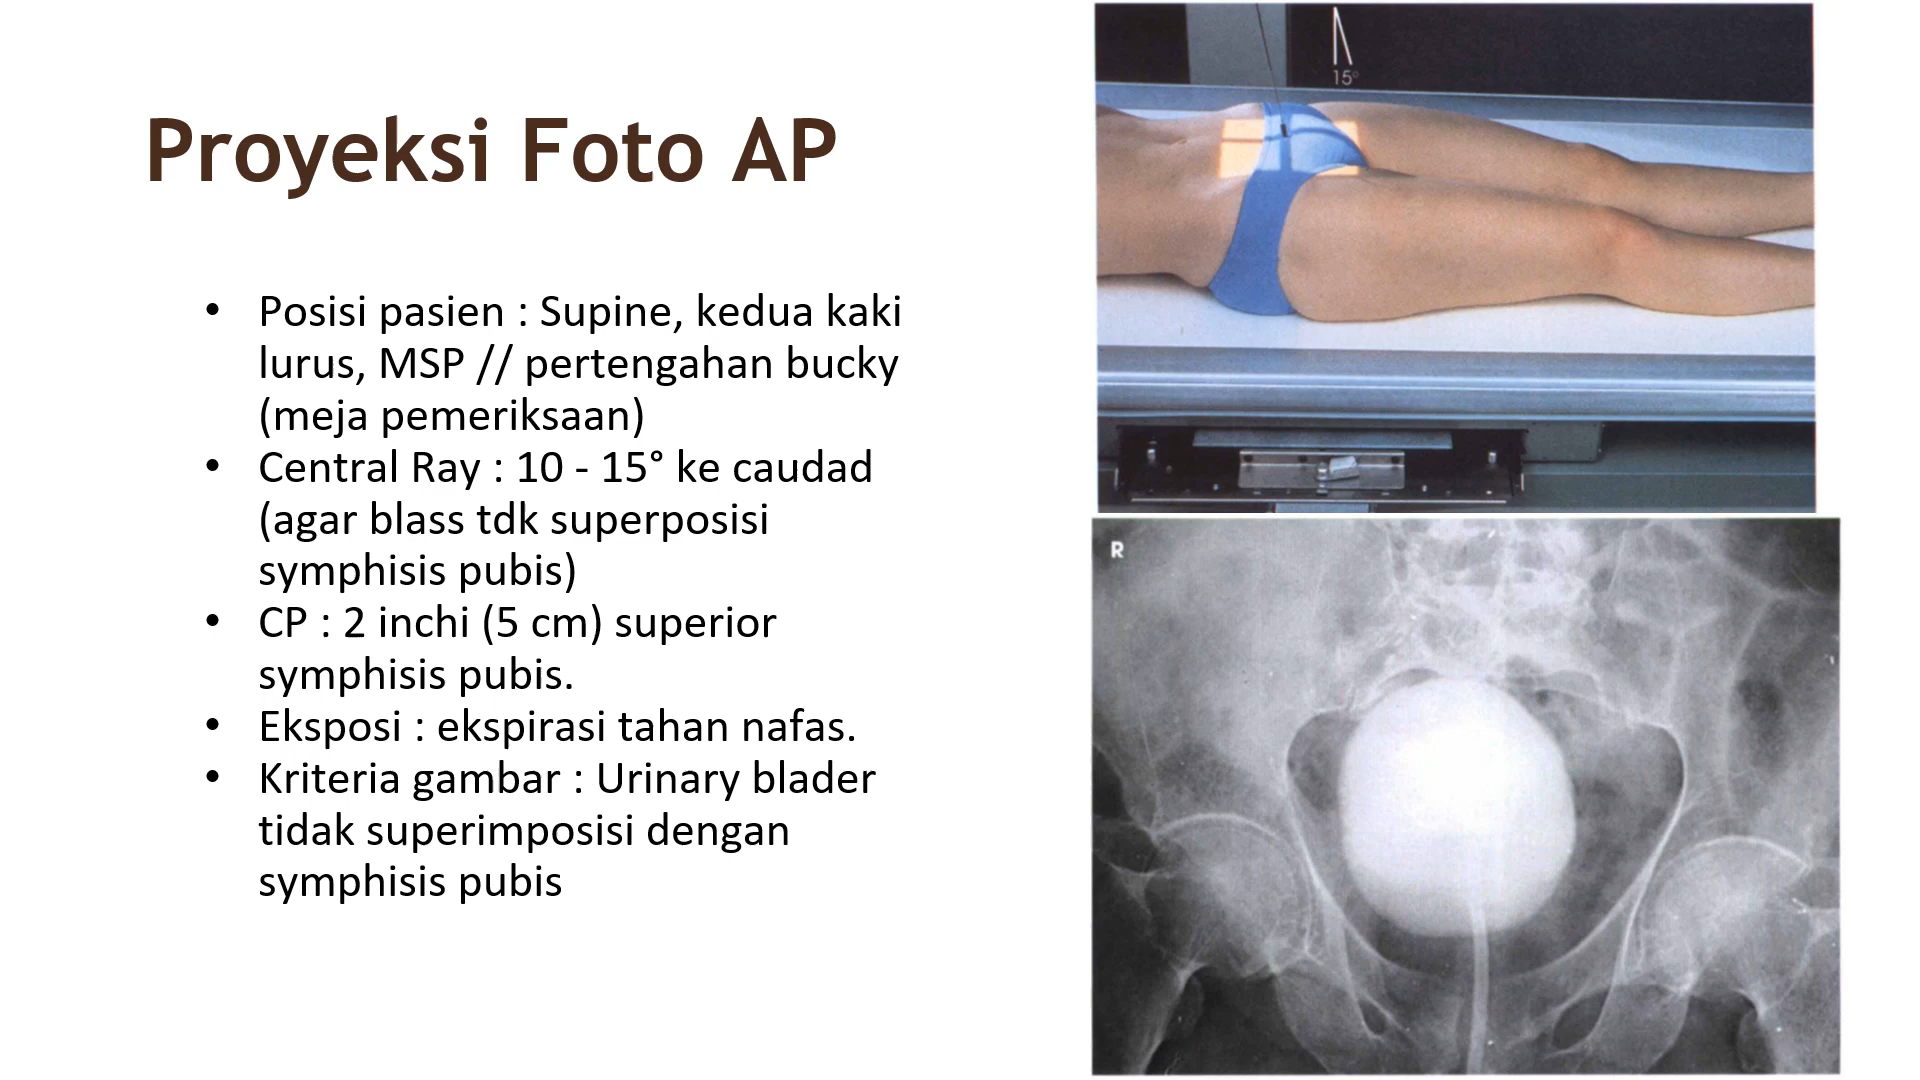 Proyeksi Foto AP
• Posisi pasien : Supine, kedua kaki
lurus, MSP // pertengahan bucky
(meja pemeriksaan)
• Central Ray : 10 - 15° ke caudad
(agar blass tdk superposisi
symphisis pubis)
• CP : 2 inchi (5 cm) superior
symphisis pubis.
• Eksposi : ekspirasi tahan nafas.
• Kriteria gambar : Urinary blader
tidak superimposisi dengan
symphisis pubis
15°
R